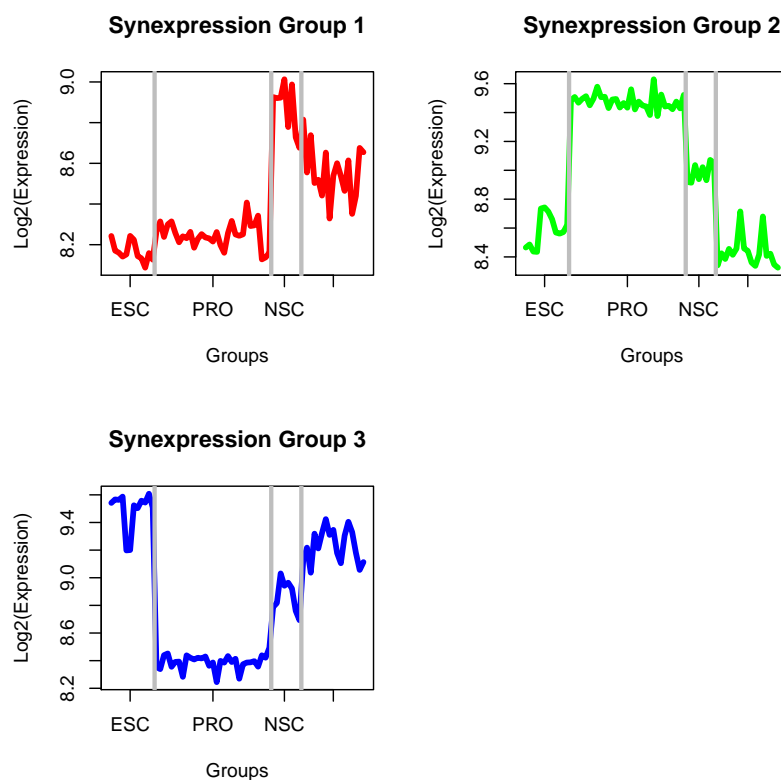 Synexpression Group 1
Log2(Expression)
9.0
8.6
8.2
ESC PRO NSC
Groups
Synexpression Group 2
Log2(Expression)
9.6
9.2
8.8
8.4
ESC PRO NSC
Groups
Synexpression Group 3
Log2(Expression)
9.4
9.0
8.6
8.2
ESC PRO NSC
Groups